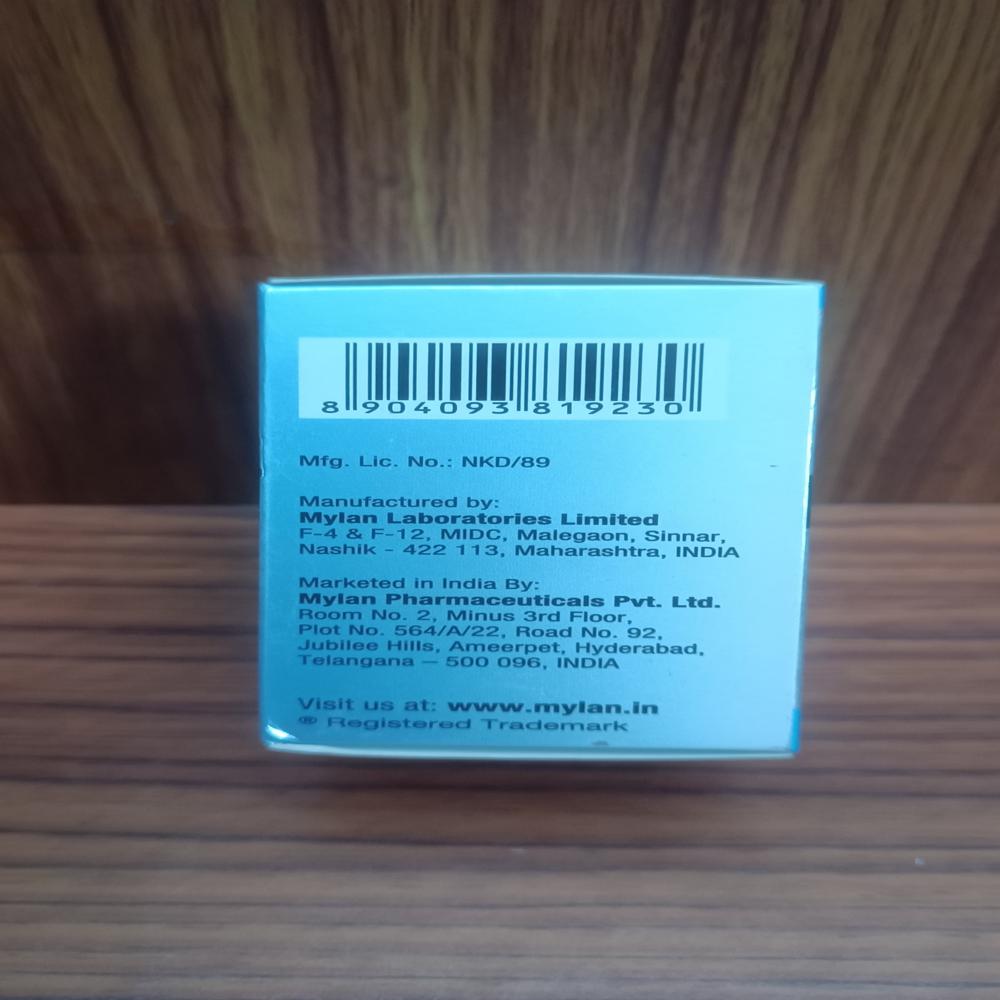 8 904093 819230
Mfg. Lic. No.: NKD/89
Manufactured by:
Mylan Laboratories Limited
F-4 & F-12, MIDC, Malegaon, Sinnar,
Nashik - 422 113, Maharashtra, INDIA
Marketed in India By:
Mylan Pharmaceuticals Pvt. Ltd.
Room No. 2, Minus 3rd Floor,
Plot No. 564/A/22, Road No. 92,
Jubilee Hills, Ameerpet, Hyderabad,
Telangana – 500 096, INDIA
Visit us at: www.mylan.in
® Registered Trademark